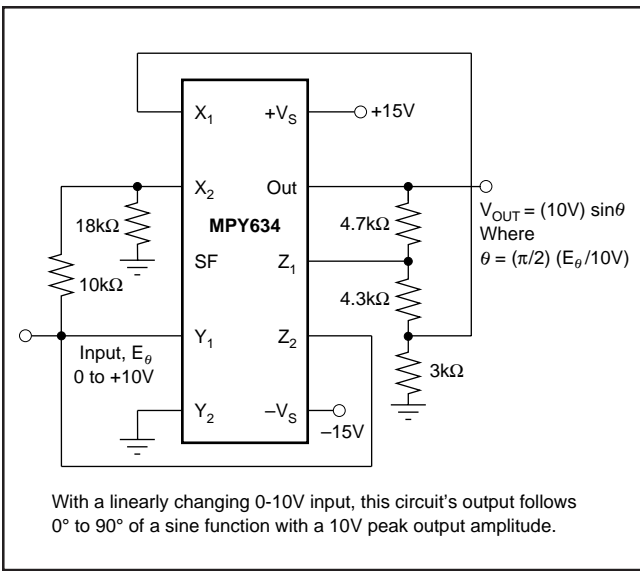 X1
+VS
+15V
X2
Out
18kΩ
MPY634
4.7kΩ
VOUT = (10V) sinθ
Where
θ = (π/2) (Eθ/10V)
SF
Z1
10kΩ
4.3kΩ
Y1
Z2
Input, Eθ
0 to +10V
3kΩ
Y2
–VS
–15V
With a linearly changing 0-10V input, this circuit's output follows
0° to 90° of a sine function with a 10V peak output amplitude.